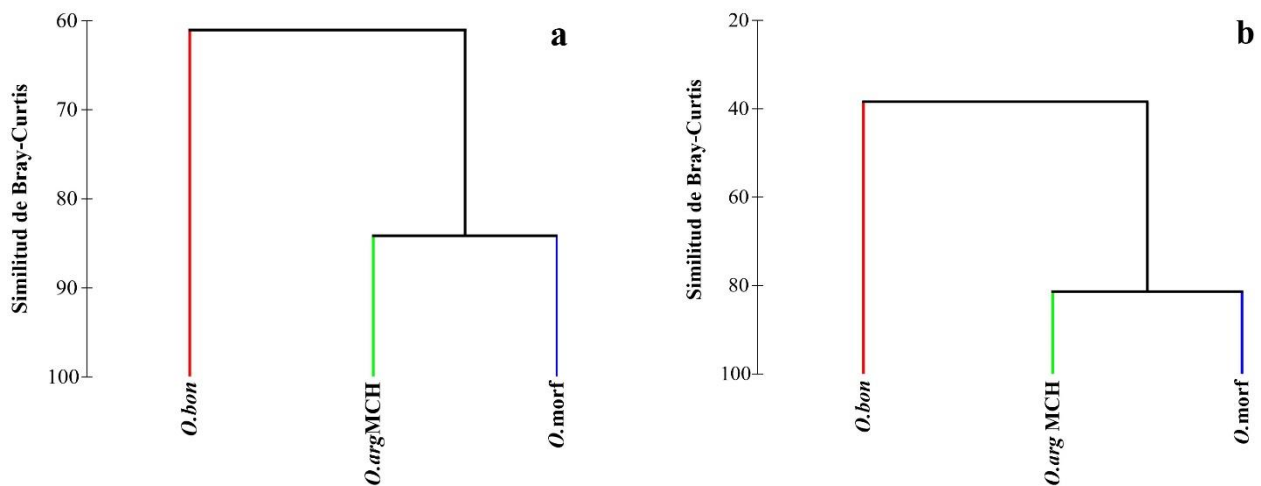 a
60
70
80
90
100
Similitud de Bray-Curtis
O.bon
O.argMCH
O.morf
b
20
40
60
80
100
Similitud de Bray-Curtis
O.bon
O.arg MCH
O.morf